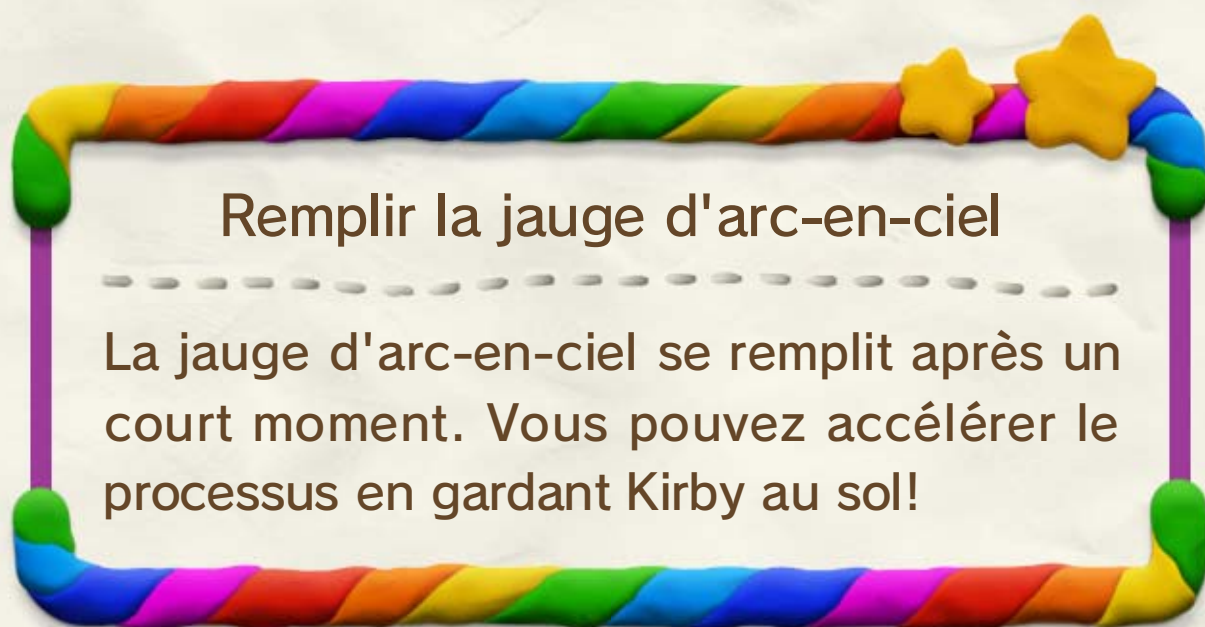 Remplir la jauge d'arc-en-ciel
La jauge d'arc-en-ciel se remplit après un
court moment. Vous pouvez accélérer le
processus en gardant Kirby au sol!